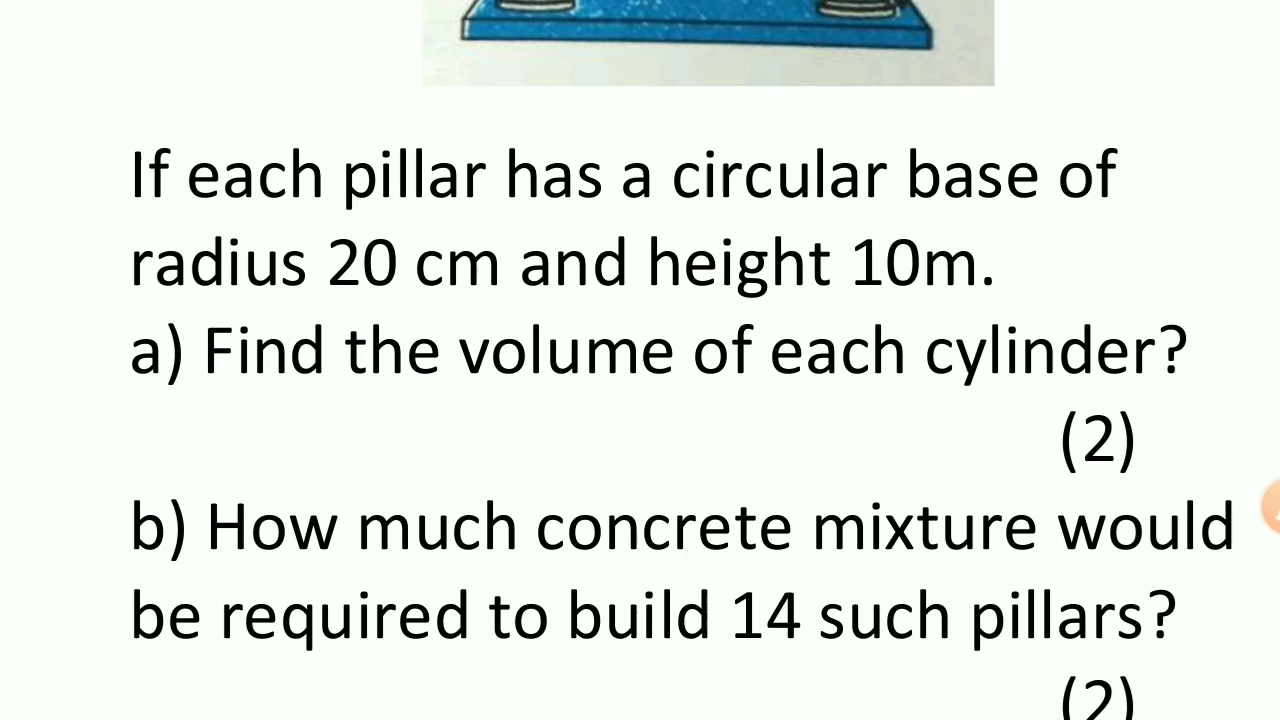 If each pillar has a circular base of
radius 20 cm and height 10m.
a) Find the volume of each cylinder?
(2)
b) How much concrete mixture would
be required to build 14 such pillars?
(2)